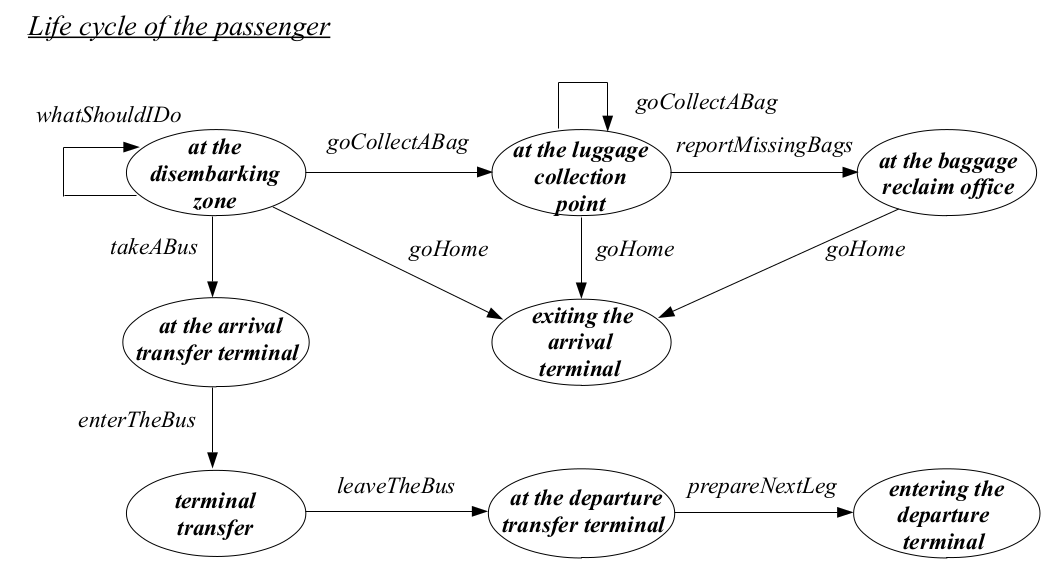 Life cycle of the passenger
whatShouldIDo
goCollectABag
at the
disembarking
zone
goCollectABag
at the luggage
collection
point
reportMissingBags
at the baggage
reclaim office
takeABus
goHome
goHome
goHome
at the arrival
transfer terminal
exiting the
arrival
terminal
enterTheBus
terminal
transfer
leaveTheBus
at the departure
transfer terminal
prepareNextLeg
entering the
departure
terminal